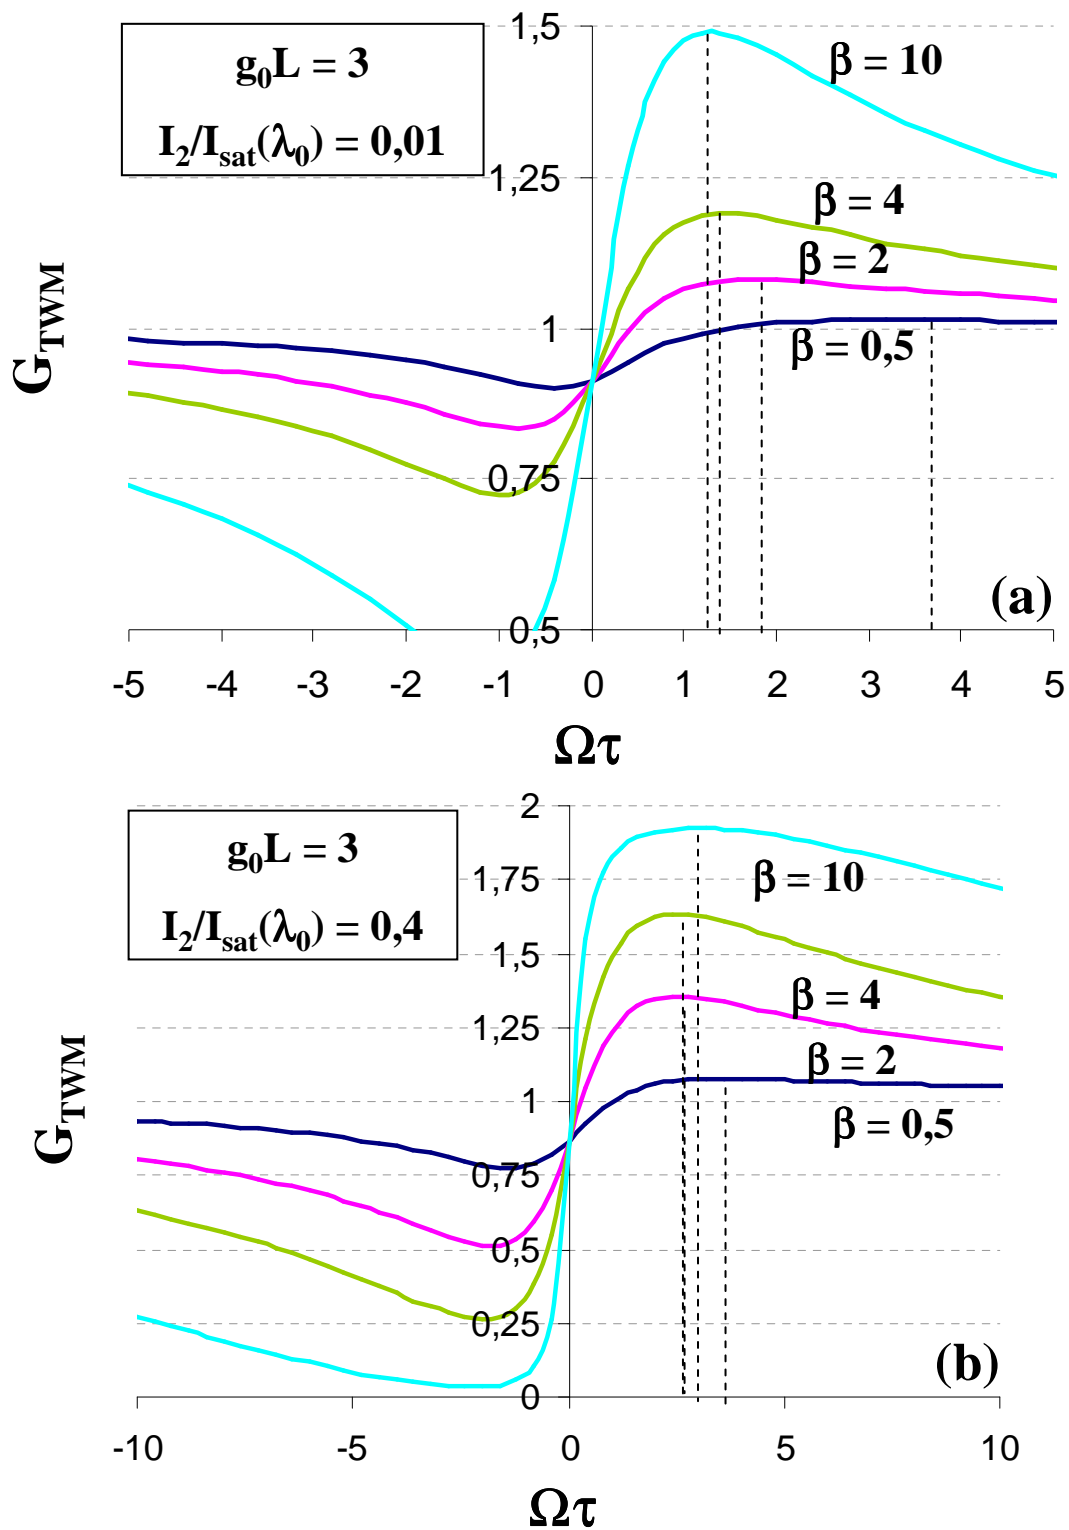 g₀L = 3
I₂/Iₛₐₜ(λ₀) = 0,01
1,5
1,25
1
0,75
0,5
G_TWM
β = 10
β = 4
β = 2
β = 0,5
(a)
-5 -4 -3 -2 -1 0 1 2 3 4 5
Ωτ
g₀L = 3
I₂/Iₛₐₜ(λ₀) = 0,4
2
1,75
1,5
1,25
1
0,75
0,5
0,25
0
G_TWM
β = 10
β = 4
β = 2
β = 0,5
(b)
-10 -5 0 5 10
Ωτ